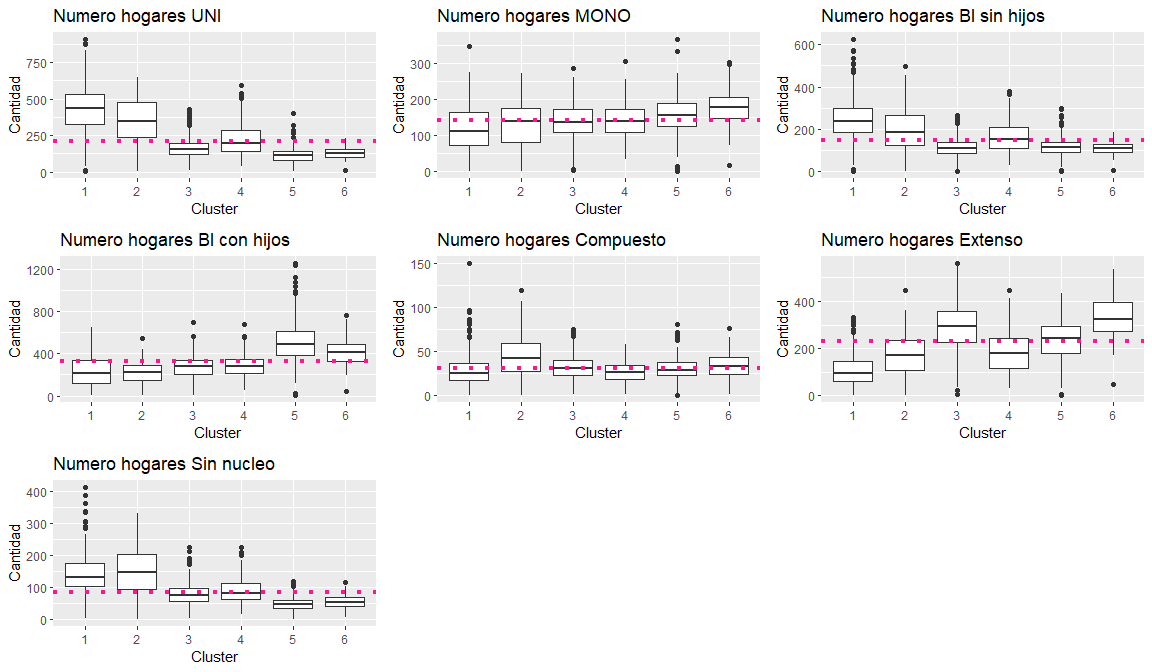 Numero hogares UNI
Cantidad
750
500
250
0
1 2 3 4 5 6
Cluster
Numero hogares MONO
Cantidad
300
200
100
0
1 2 3 4 5 6
Cluster
Numero hogares BI sin hijos
Cantidad
600
400
200
0
1 2 3 4 5 6
Cluster
Numero hogares BI con hijos
Cantidad
1200
800
400
0
1 2 3 4 5 6
Cluster
Numero hogares Compuesto
Cantidad
150
100
50
0
1 2 3 4 5 6
Cluster
Numero hogares Extenso
Cantidad
400
200
0
1 2 3 4 5 6
Cluster
Numero hogares Sin nucleo
Cantidad
400
300
200
100
0
1 2 3 4 5 6
Cluster